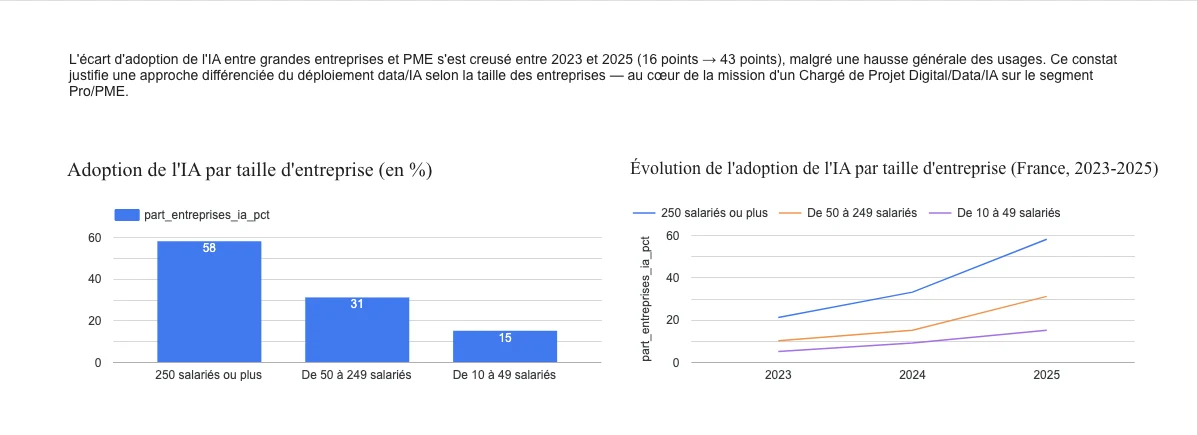 L'écart d'adoption de l'IA entre grandes entreprises et PME s'est creusé entre 2023 et 2025 (16 points → 43 points), malgré une hausse générale des usages. Ce constat
justifie une approche différenciée du déploiement data/IA selon la taille des entreprises — au cœur de la mission d'un Chargé de Projet Digital/Data/IA sur le segment
Pro/PME.
Adoption de l'IA par taille d'entreprise (en %)
part_entreprises_ia_pct
60
40
20
0
58
31
15
250 salariés ou plus
De 50 à 249 salariés
De 10 à 49 salariés
Évolution de l'adoption de l'IA par taille d'entreprise (France, 2023-2025)
250 salariés ou plus
De 50 à 249 salariés
De 10 à 49 salariés
part_entreprises_ia_pct
60
40
20
0
2023
2024
2025